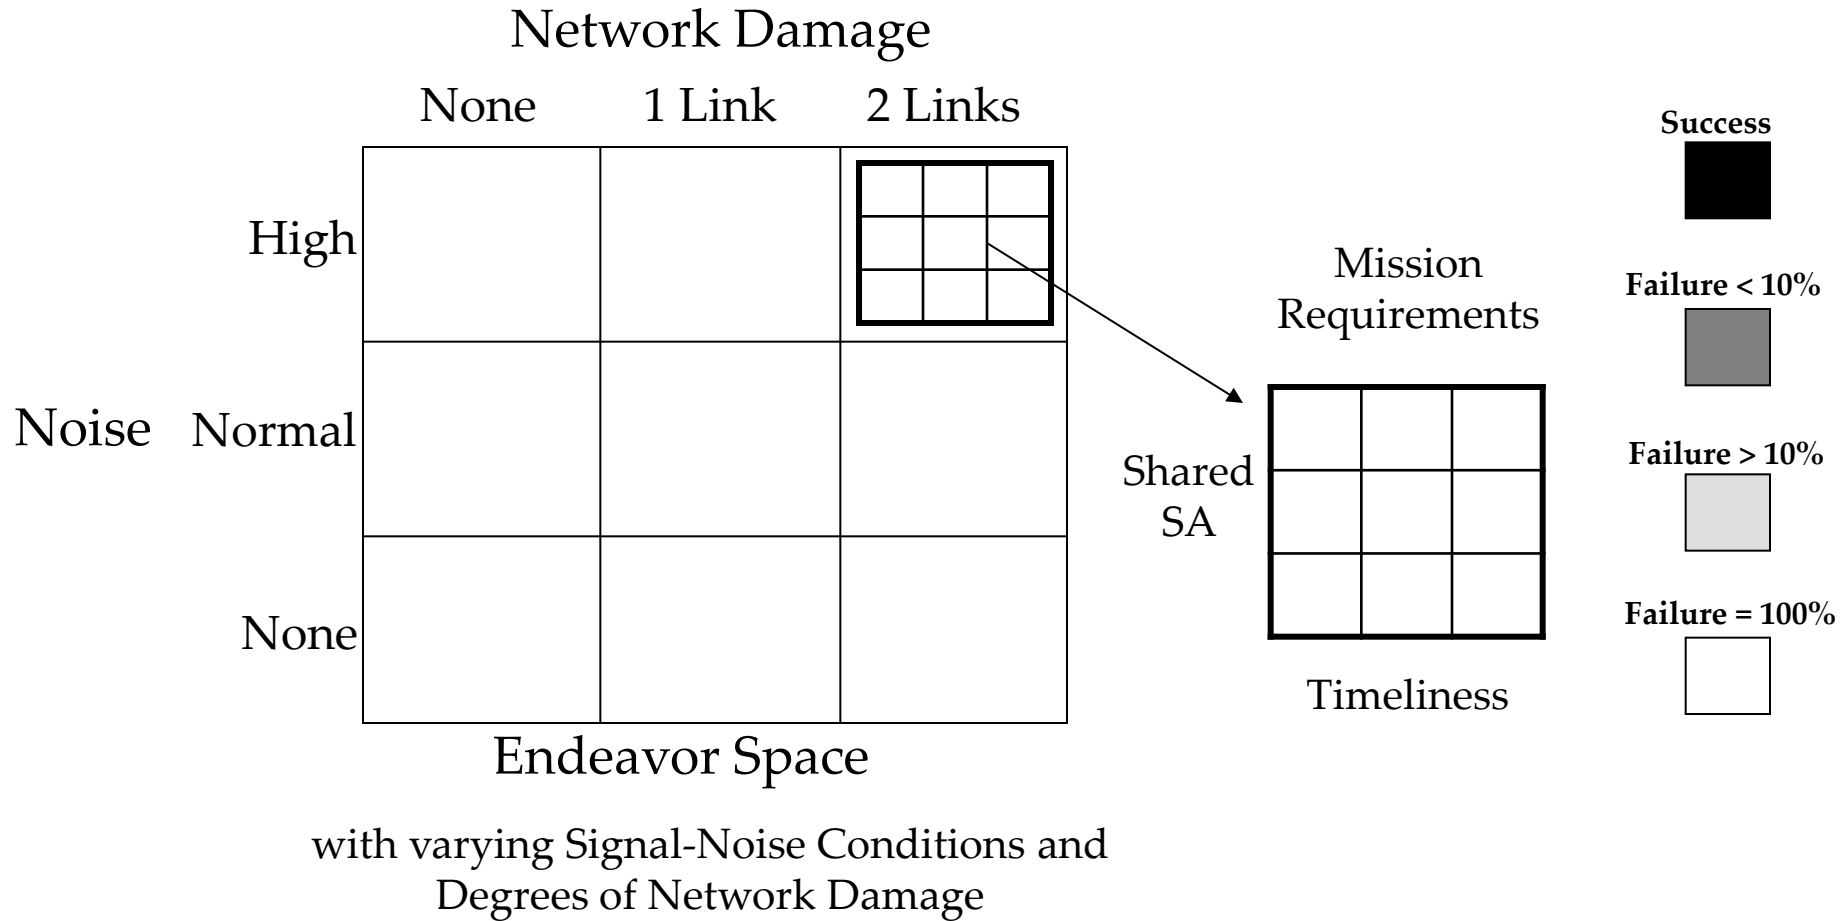 Network Damage
None
1 Link
2 Links
High
Noise
Normal
None
Endeavor Space
with varying Signal-Noise Conditions and
Degrees of Network Damage
Mission
Requirements
Shared
SA
Timeliness
Success
Failure < 10%
Failure > 10%
Failure = 100%